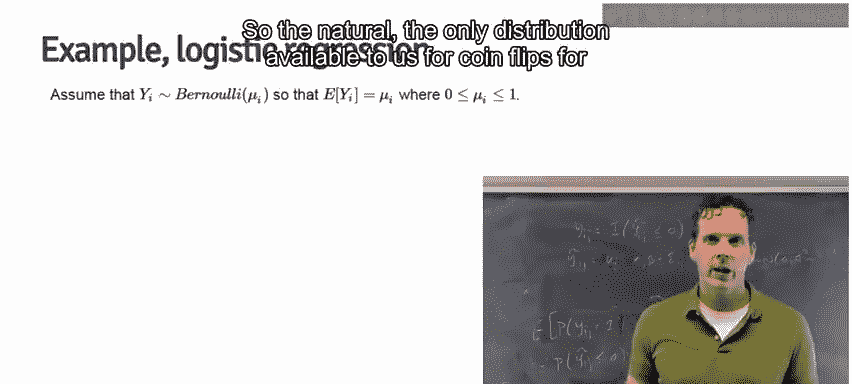 So the natural, the only distribution
Example, logistic regression
available to us for coin flips for
Assume that Y_i ∼ Bernoulli(μ_i) so that E[Y_i] = μ_i where 0 ≤ μ_i ≤ 1.